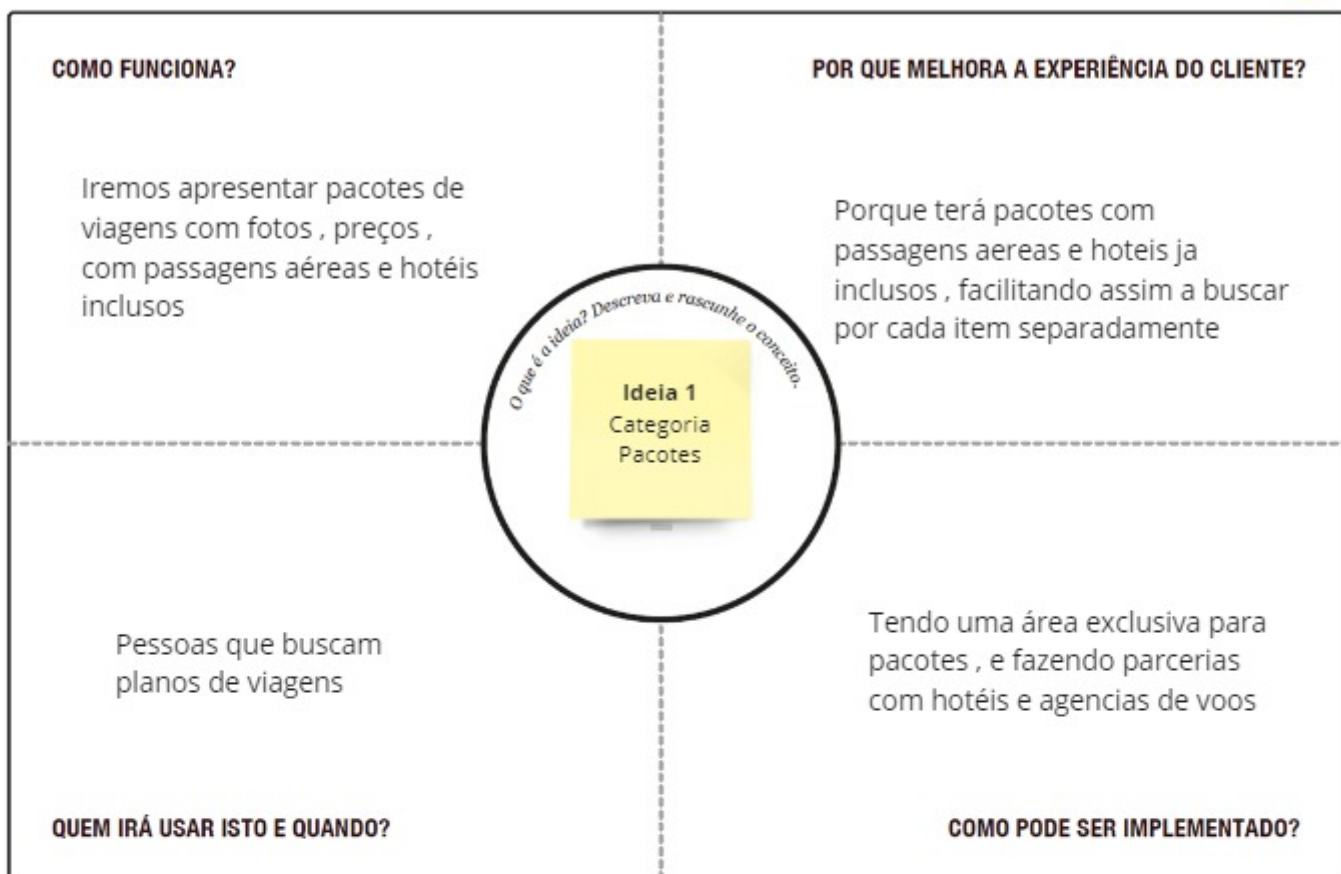 COMO FUNCIONA?
Iremos apresentar pacotes de
viagens com fotos , preços ,
com passagens aéreas e hotéis
inclusos
POR QUE MELHORA A EXPERIÊNCIA DO CLIENTE?
Porque terá pacotes com
passagens aereas e hoteis ja
inclusos , facilitando assim a buscar
por cada item separadamente
O que é a ideia? Descreva e rascunhe o conceito-
Ideia 1
Categoria
Pacotes
Pessoas que buscam
planos de viagens
QUEM IRÁ USAR ISTO E QUANDO?
Tendo uma área exclusiva para
pacotes , e fazendo parcerias
com hotéis e agencias de voos
COMO PODE SER IMPLEMENTADO?